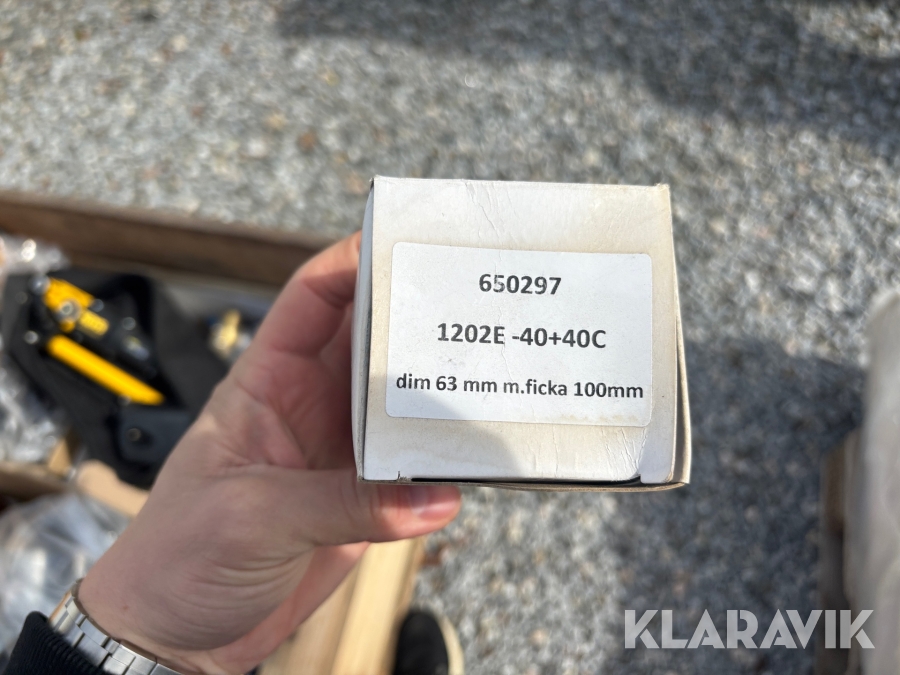 650297
1202E -40+40C
dim 63 mm m.ficka 100mm
KLARAVIK